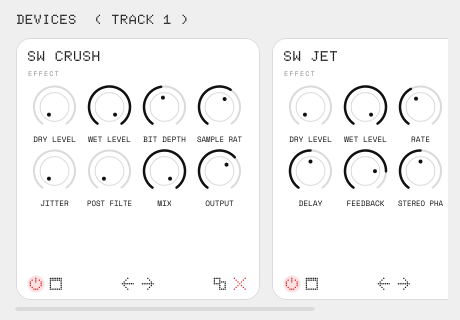 DEVICES < TRACK 1 >
SW CRUSH
EFFECT
DRY LEVEL WET LEVEL BIT DEPTH SAMPLE RAT
JITTER POST FILTE MIX OUTPUT
SW JET
EFFECT
DRY LEVEL WET LEVEL RATE
DELAY FEEDBACK STEREO PHA